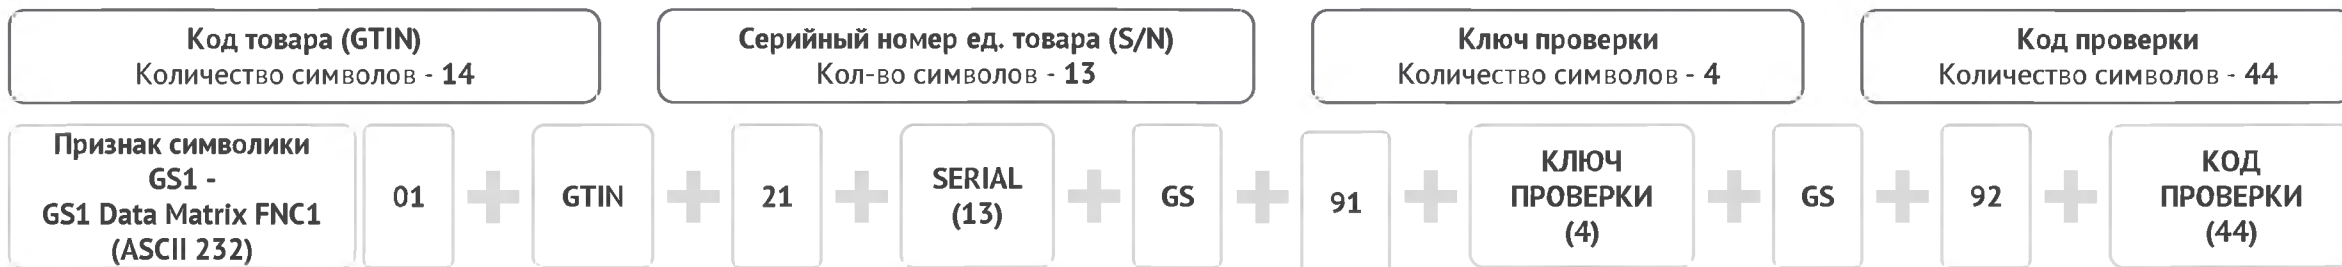 Код товара (GTIN)
Количество символов - 14
Серийный номер ед. товара (S/N)
Кол-во символов - 13
Ключ проверки
Количество символов - 4
Код проверки
Количество символов - 44
Признак символики
GS1 -
GS1 Data Matrix FNC1
(ASCII 232)
01
+
GTIN
+
21
+
SERIAL
(13)
+
GS
+
91
+
КЛЮЧ
ПРОВЕРКИ
(4)
+
GS
+
92
+
КОД
ПРОВЕРКИ
(44)